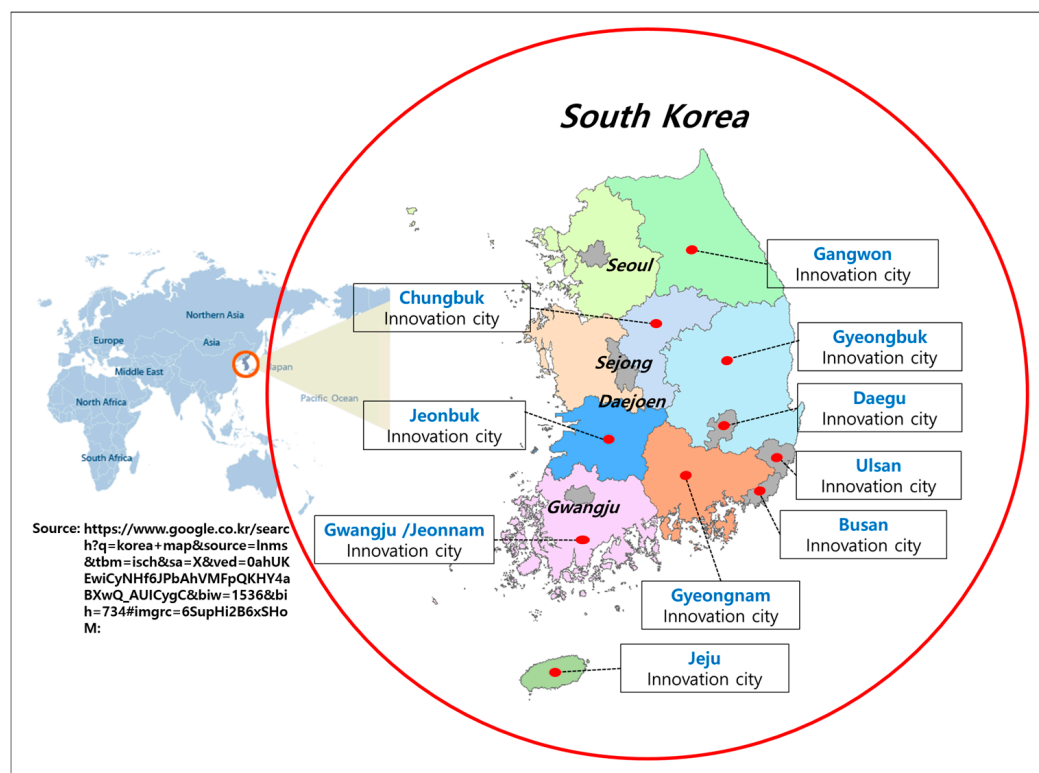 South Korea
Gangwon
Innovation city
Seoul
Chungbuk
Innovation city
Northern Asia
Europe
Asia
Gyeongbuk
Innovation city
Sejong
Japan
Middle East
Daegu
Innovation city
Pacific Ocean
North Africa
Daejoen
Jeonbuk
Innovation city
South Africa
Ulsan
Innovation city
Gwangju
Busan
Innovation city
Gwangju /Jeonnam
Innovation city
Source: https://www.google.co.kr/searc
h?q=korea+map&source=lnms
&tbm=isch&sa=X&ved=0ahUK
EwiCyNHf6JPbAhVMFpQKHY4a
BXwQ_AUICygC&biw=1536&bi
h=734#imgrc=6SupHi2B6xSHo
M:
Gyeongnam
Innovation city
Jeju
Innovation city